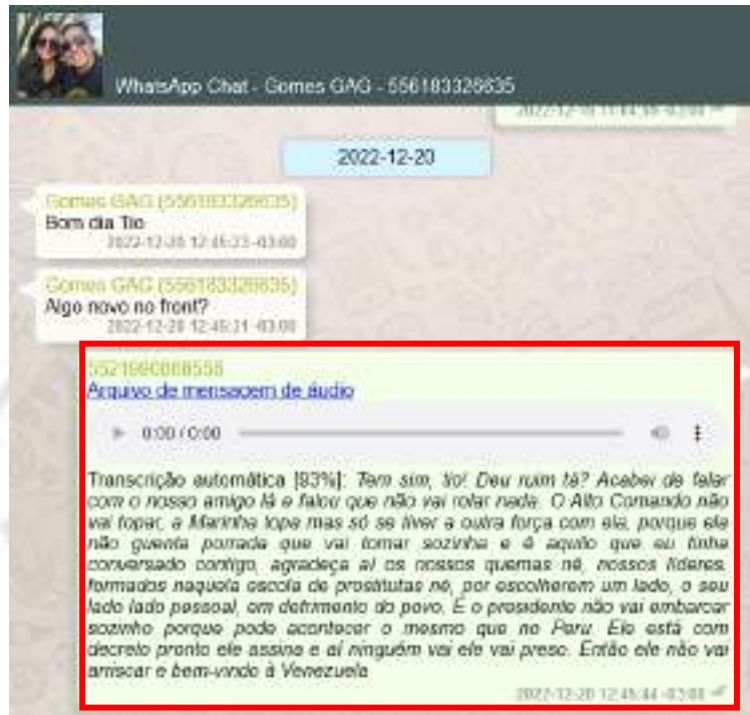 WhatsApp Chat - Gomes GAG - 556183326635
2022-12-20
Gomes GAG (556183326635)
Bom dia Tio
2022-12-20 12:45:23 -03:00
Gomes GAG (556183326635)
Algo novo no front?
2022-12-20 12:45:31 -03:00
Arquivo de mensagem de áudio
0:00 / 0:00
Transcrição automática [93%]: Tem sim, tio! Deu ruim tá? Acabei de falar
com o nosso amigo lá e falou que não vai rolar nada. O Alto Comando não
vai topar, a Marinha topa mas só se tiver a outra força com ela, porque ela
não guenta porrada que vai tomar sozinha e é aquilo que eu tinha
conversado contigo, agradeça aí os nossos quemas né, nossos líderes.
formados naquela escola de prostitutas né, por escolherem um lado, o seu
lado lado pessoal, em detrimento do povo. E o presidente não vai embarcar
sozinho porque pode acontecer o mesmo que no Peru. Ele está com
decreto pronto ele assina e aí ninguém vai ele vai preso. Então ele não vai
arriscar e bem-vindo à Venezuela
2022-12-20 12:45:44 -03:00